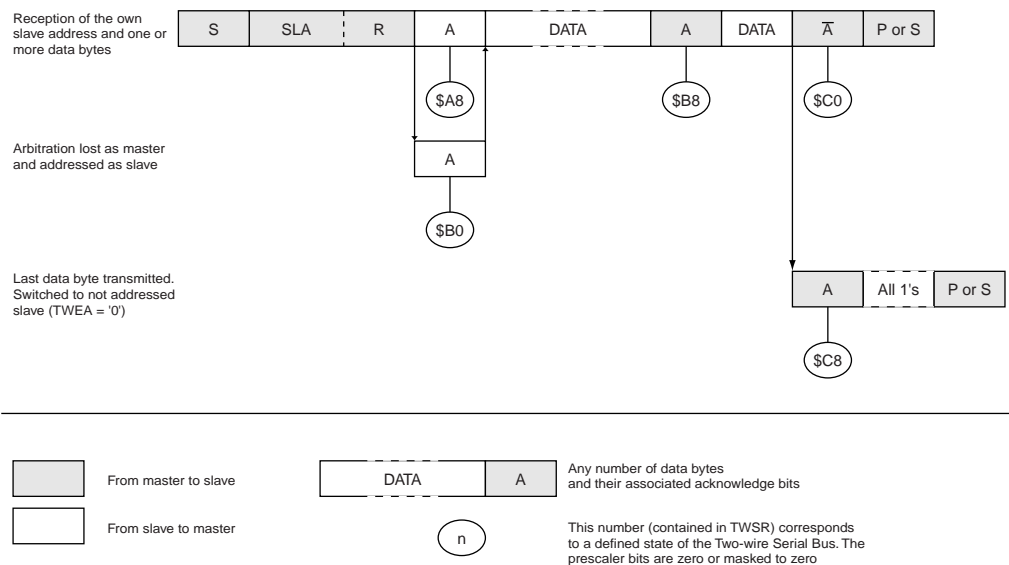 Reception of the own
slave address and one or
more data bytes
S SLA R A DATA A DATA A̅ P or S
$A8 $B8 $C0
Arbitration lost as master
and addressed as slave
A
$B0
Last data byte transmitted.
Switched to not addressed
slave (TWEA = '0')
A All 1's P or S
$C8
From master to slave
From slave to master
DATA A
Any number of data bytes
and their associated acknowledge bits
n
This number (contained in TWSR) corresponds
to a defined state of the Two-wire Serial Bus. The
prescaler bits are zero or masked to zero